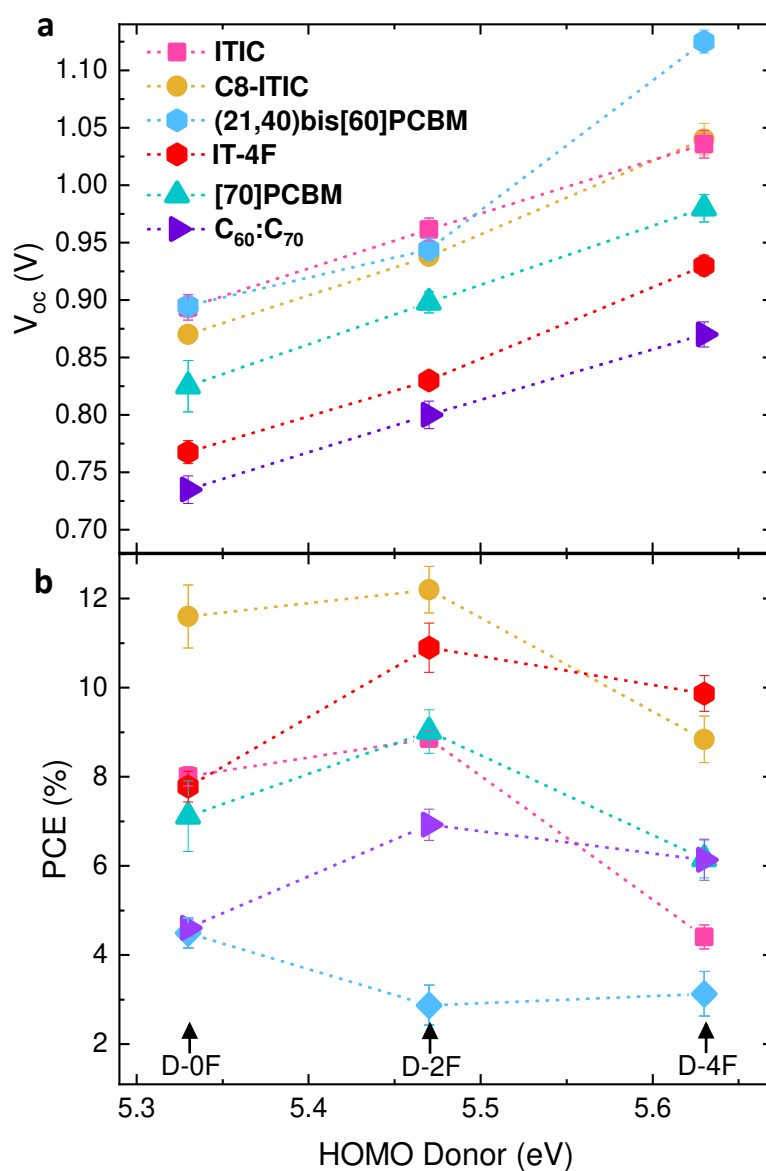 a
ITIC
C8-ITIC
(21,40)bis[60]PCBM
IT-4F
[70]PCBM
C₆₀:C₇₀
1.10
1.05
1.00
0.95
0.90
0.85
0.80
0.75
0.70
V_oc (V)
b
12
10
8
6
4
2
PCE (%)
D-0F D-2F D-4F
5.3 5.4 5.5 5.6
HOMO Donor (eV)